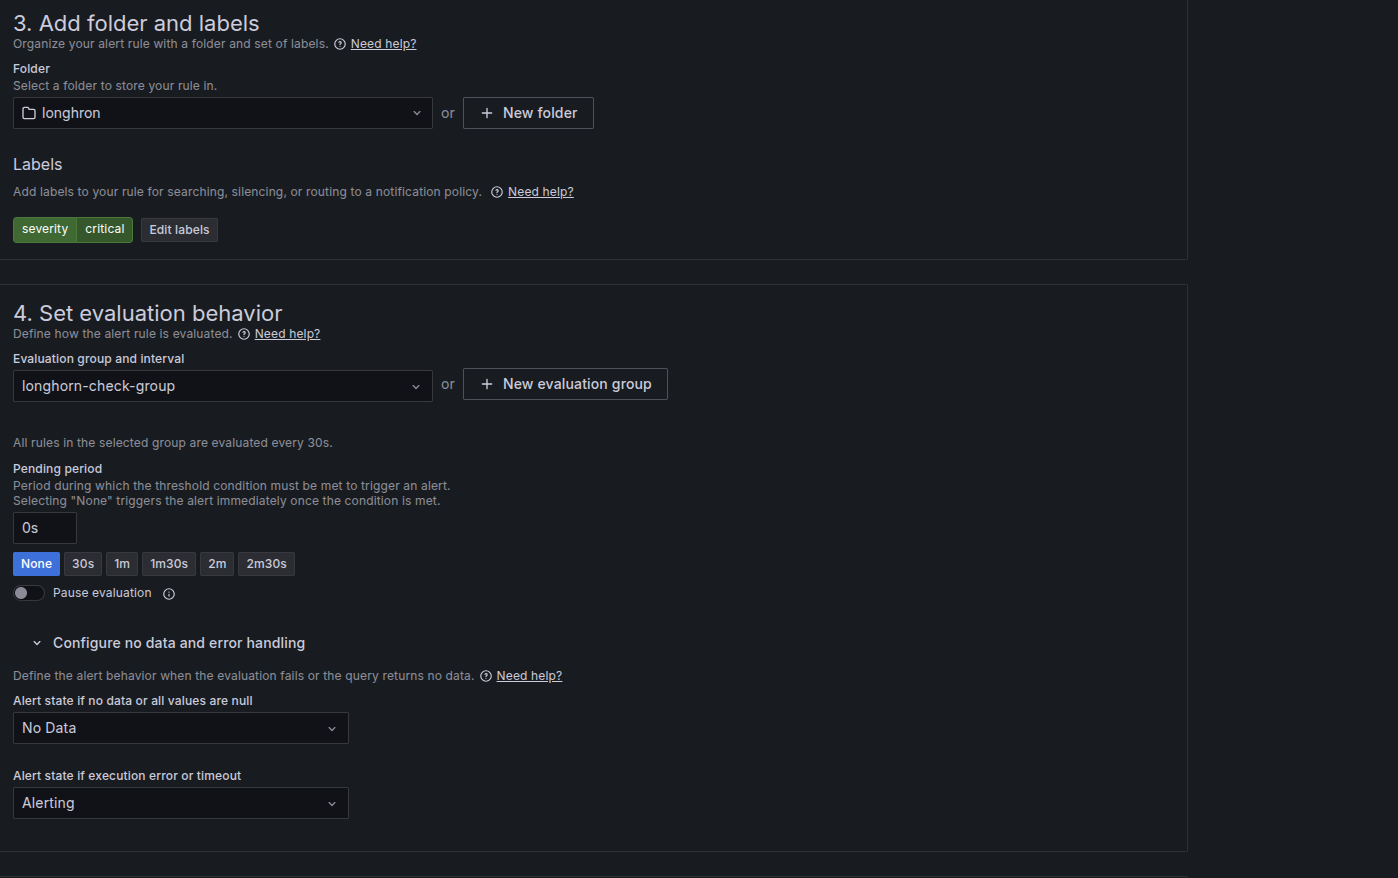 3. Add folder and labels
Organize your alert rule with a folder and set of labels. Need help?
Folder
Select a folder to store your rule in.
longhron or + New folder
Labels
Add labels to your rule for searching, silencing, or routing to a notification policy. Need help?
severity critical Edit labels
4. Set evaluation behavior
Define how the alert rule is evaluated. Need help?
Evaluation group and interval
longhorn-check-group or + New evaluation group
All rules in the selected group are evaluated every 30s.
Pending period
Period during which the threshold condition must be met to trigger an alert.
Selecting "None" triggers the alert immediately once the condition is met.
0s
None 30s 1m 1m30s 2m 2m30s
Pause evaluation
Configure no data and error handling
Define the alert behavior when the evaluation fails or the query returns no data. Need help?
Alert state if no data or all values are null
No Data
Alert state if execution error or timeout
Alerting